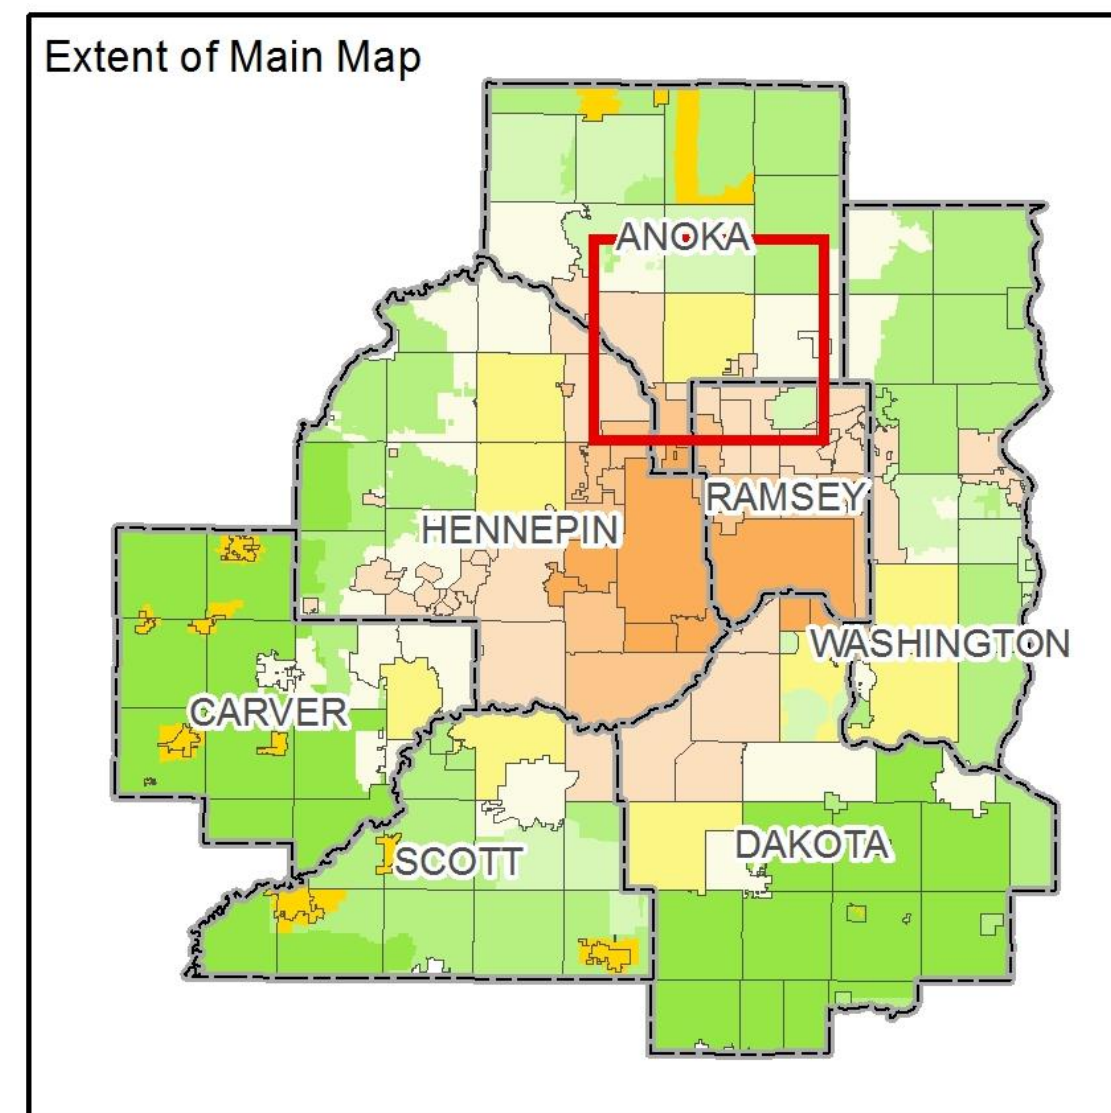 Extent of Main Map
ANOKA
RAMSEY
HENNEPIN
WASHINGTON
CARVER
DAKOTA
SCOTT